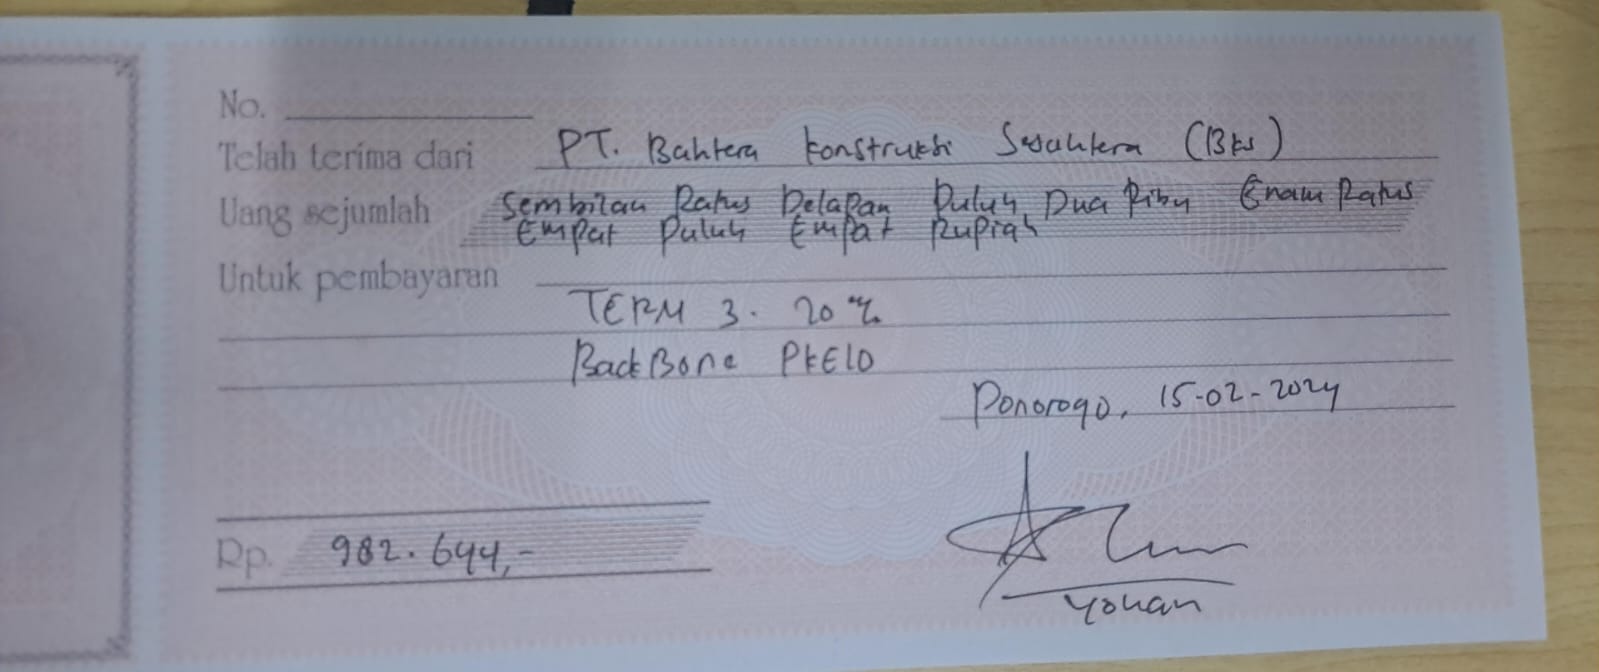 No.
Telah terima dari PT. Bahtera konstruksi Sejahtera (Bks)
Uang sejumlah Sembilan Ratus Delapan Puluh Dua Ribu Enam Ratus
Empat Puluh Empat Rupiah
Untuk pembayaran
TERM 3. 20%
BackBone PKELO
Ponorogo, 15-02-2024
Rp. 982.644,-
Yohan